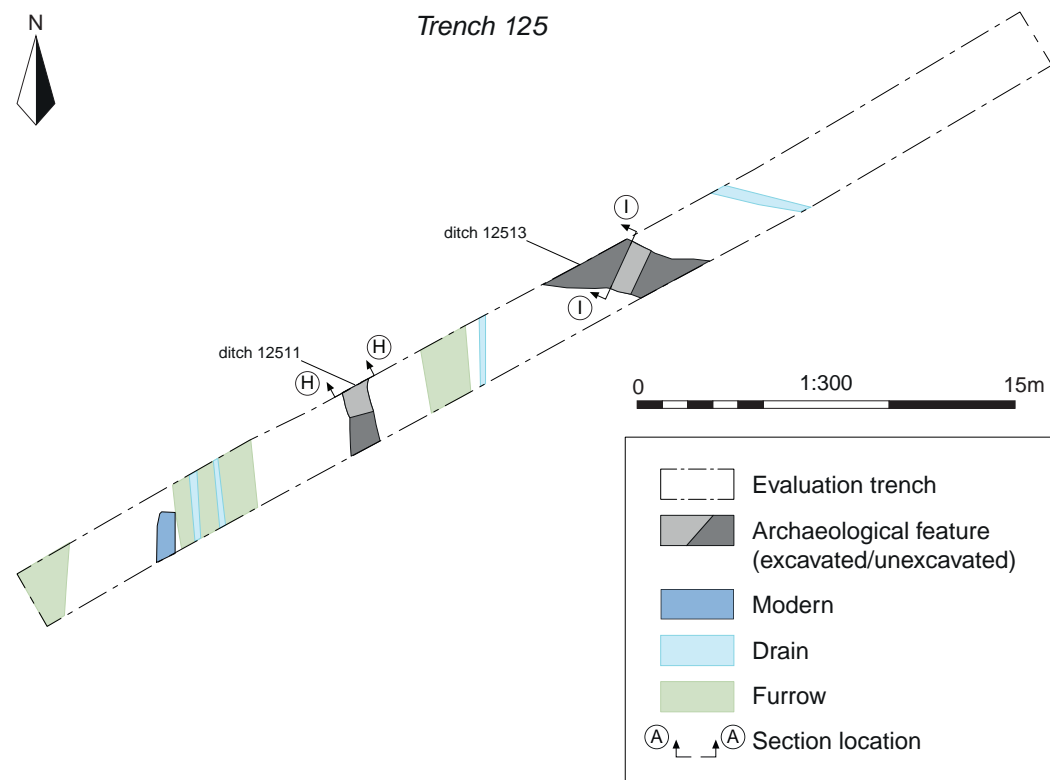 Trench 125
N
I
ditch 12513
I
H
ditch 12511
H
0 1:300 15m
Evaluation trench
Archaeological feature
(excavated/unexcavated)
Modern
Drain
Furrow
A A Section location